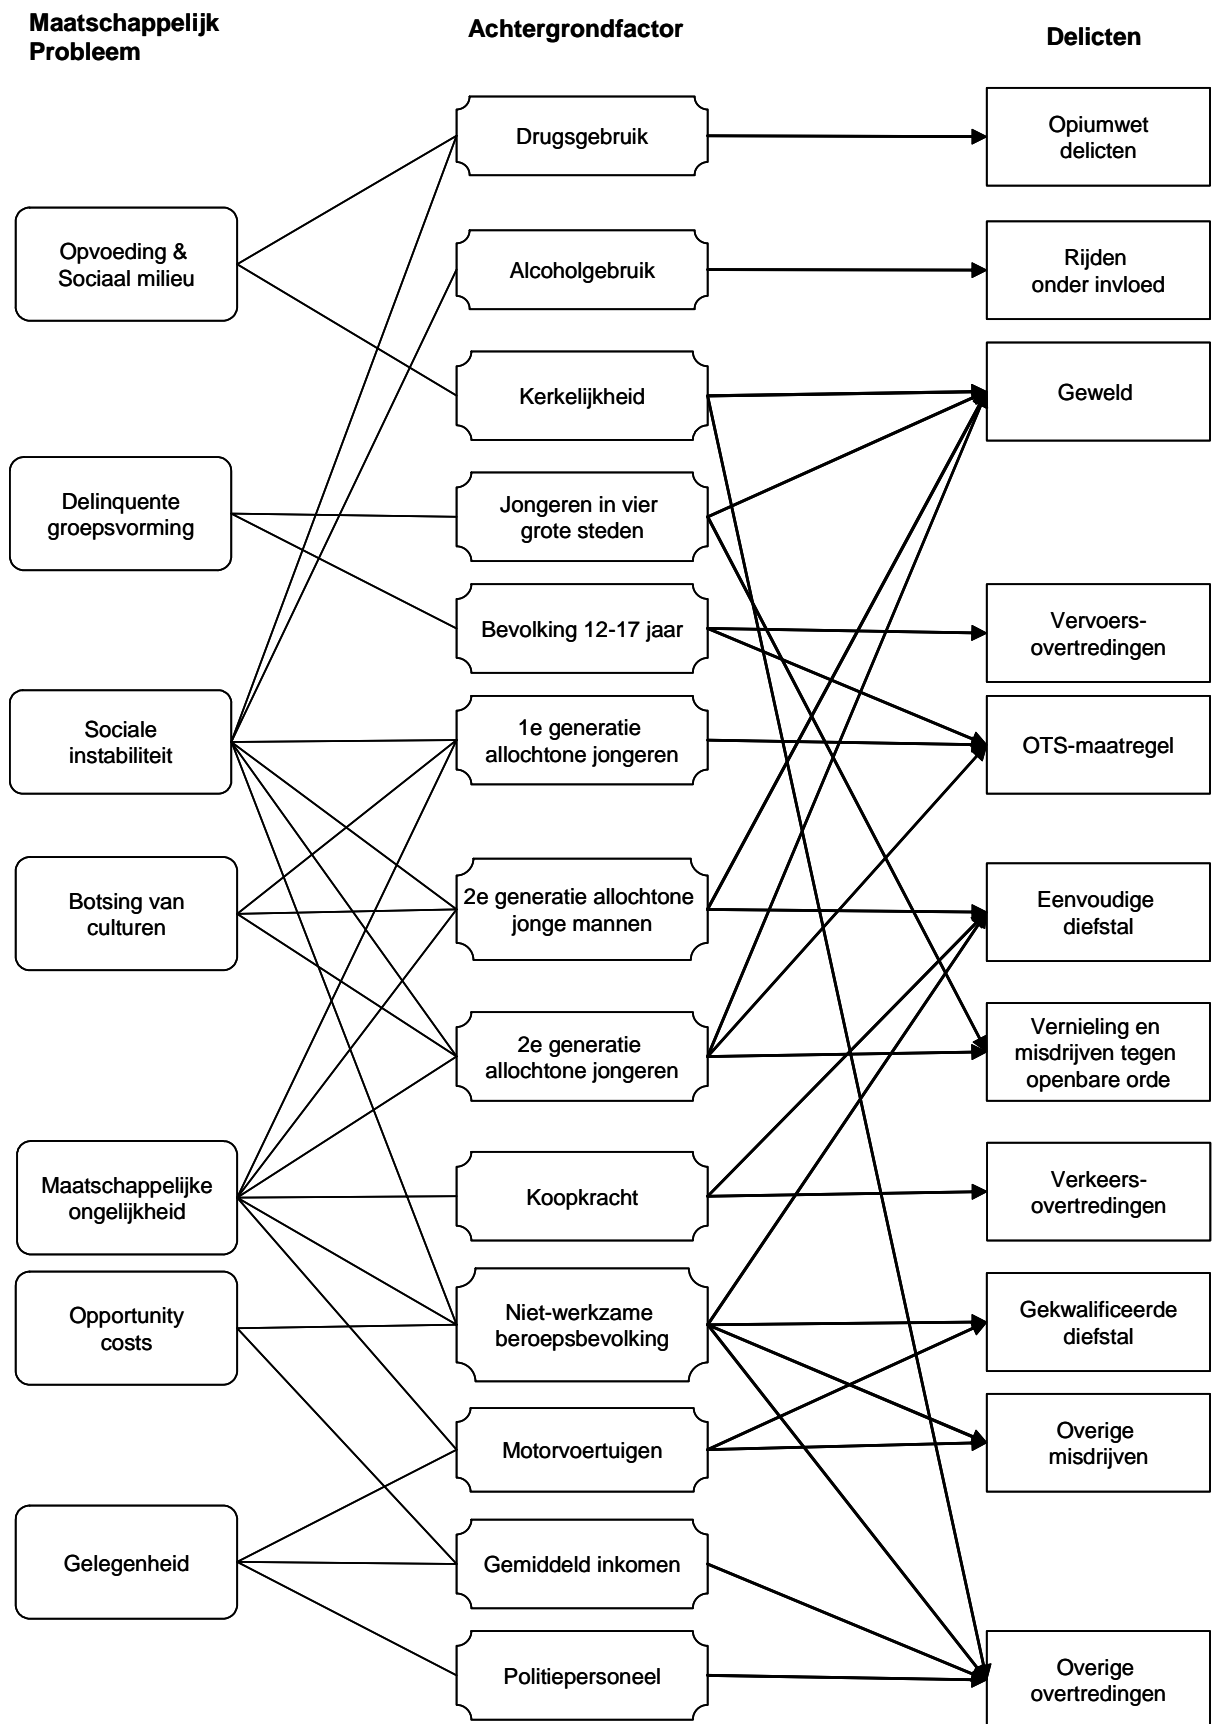 Maatschappelijk
Probleem
Achtergrondfactor
Delicten
Opvoeding &
Sociaal milieu
Delinquente
groepsvorming
Sociale
instabiliteit
Botsing van
culturen
Maatschappelijke
ongelijkheid
Opportunity
costs
Gelegenheid
Drugsgebruik
Alcoholgebruik
Kerkelijkheid
Jongeren in vier
grote steden
Bevolking 12-17 jaar
1e generatie
allochtone jongeren
2e generatie allochtone
jonge mannen
2e generatie
allochtone jongeren
Koopkracht
Niet-werkzame
beroepsbevolking
Motorvoertuigen
Gemiddeld inkomen
Politiepersoneel
Opiumwet
delicten
Rijden
onder invloed
Geweld
Vervoers-
overtredingen
OTS-maatregel
Eenvoudige
diefstal
Vernieling en
misdrijven tegen
openbare orde
Verkeers-
overtredingen
Gekwalificeerde
diefstal
Overige
misdrijven
Overige
overtredingen